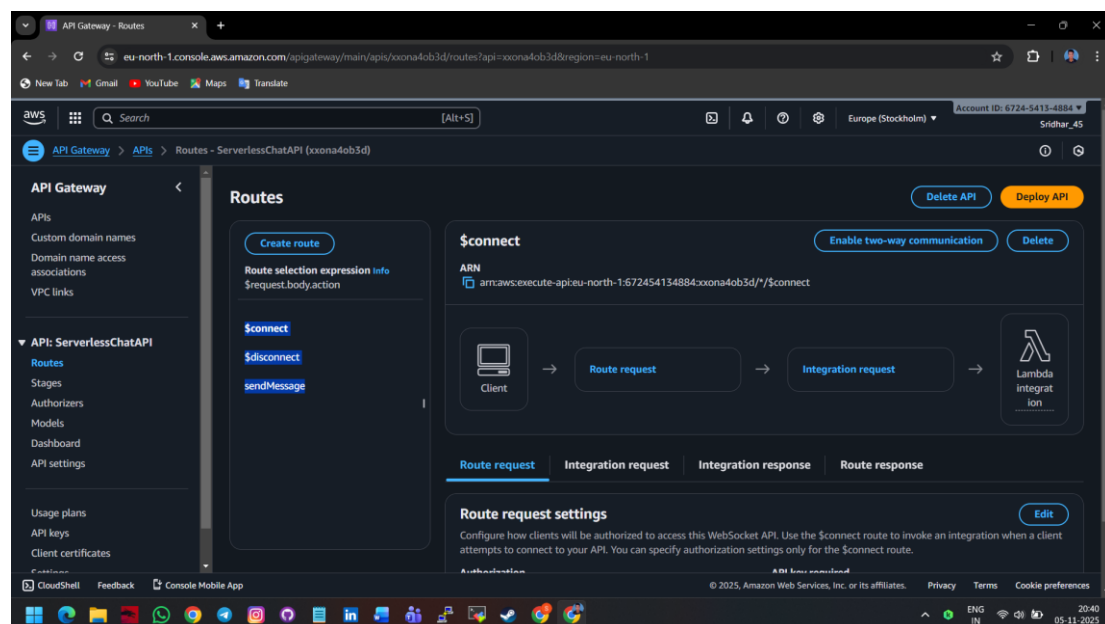 API Gateway - Routes
eu-north-1.console.aws.amazon.com/apigateway/main/apis/xxona4ob3d/routes?api=xxona4ob3d&region=eu-north-1
New Tab Gmail YouTube Maps Translate
aws Search [Alt+S] Europe (Stockholm) Account ID: 6724-5413-4884
Sridhar_45
API Gateway > APIs > Routes - ServerlessChatAPI (xxona4ob3d)
API Gateway
APIs
Custom domain names
Domain name access
associations
VPC links
API: ServerlessChatAPI
Routes
Stages
Authorizers
Models
Dashboard
API settings
Usage plans
API keys
Client certificates
Settings
Routes
Delete API Deploy API
Create route
Route selection expression Info
$request.body.action
$connect
$disconnect
sendMessage
$connect
Enable two-way communication Delete
ARN
arn:aws:execute-api:eu-north-1:672454134884:xxona4ob3d/*/$connect
Client
Route request
Integration request
Lambda
integrat
ion
Route request Integration request Integration response Route response
Route request settings
Edit
Configure how clients will be authorized to access this WebSocket API. Use the $connect route to invoke an integration when a client
attempts to connect to your API. You can specify authorization settings only for the $connect route.
Authorization API key required
CloudShell Feedback Console Mobile App © 2025, Amazon Web Services, Inc. or its affiliates. Privacy Terms Cookie preferences
ENG
IN
20:40
05-11-2025